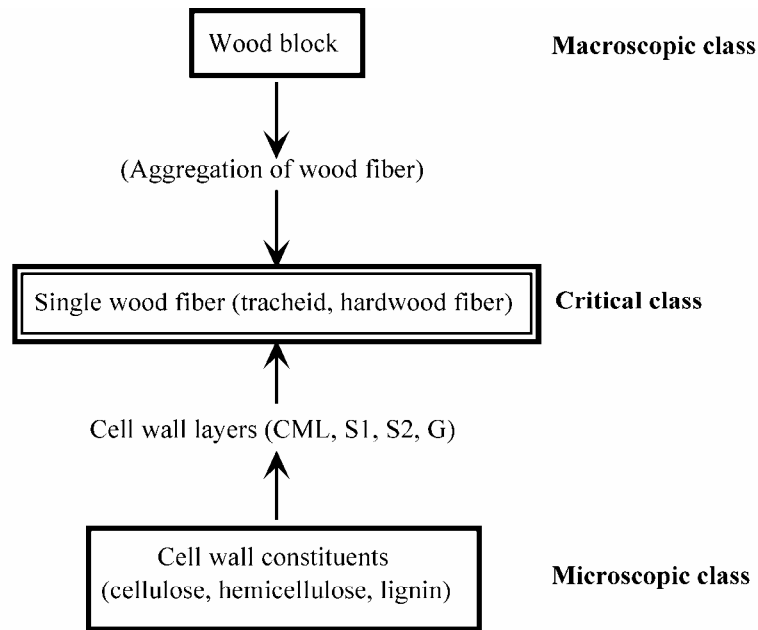 Wood block
Macroscopic class
(Aggregation of wood fiber)
Single wood fiber (tracheid, hardwood fiber)
Critical class
Cell wall layers (CML, S1, S2, G)
Cell wall constituents
(cellulose, hemicellulose, lignin)
Microscopic class